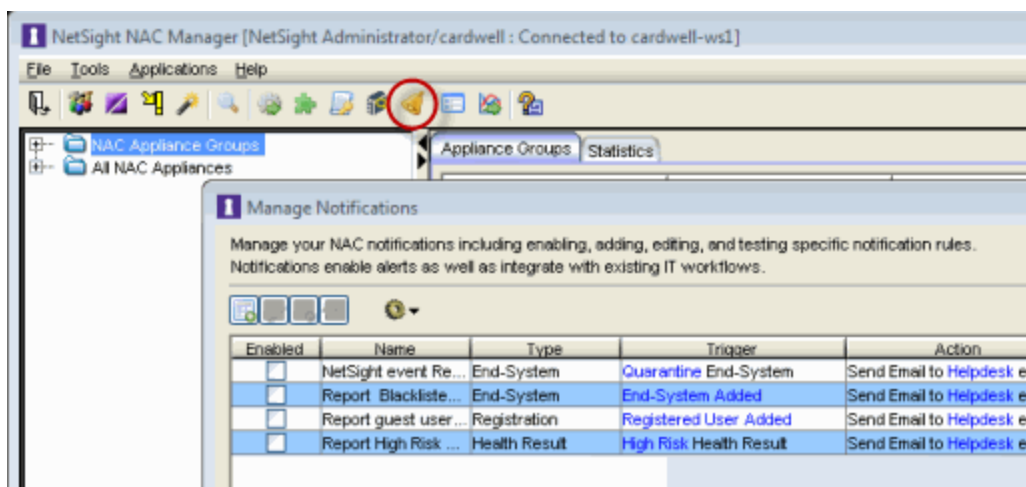 NetSight NAC Manager [NetSight Administrator/cardwell : Connected to cardwell-ws1]
File Tools Applications Help
NAC Appliance Groups
All NAC Appliances
Appliance Groups Statistics
Manage Notifications
Manage your NAC notifications including enabling, adding, editing, and testing specific notification rules.
Notifications enable alerts as well as integrate with existing IT workflows.
Enabled Name Type Trigger Action
NetSight event Re... End-System Quarantine End-System Send Email to Helpdesk e
Report Blackliste... End-System End-System Added Send Email to Helpdesk e
Report guest user... Registration Registered User Added Send Email to Helpdesk e
Report High Risk ... Health Result High Risk Health Result Send Email to Helpdesk e